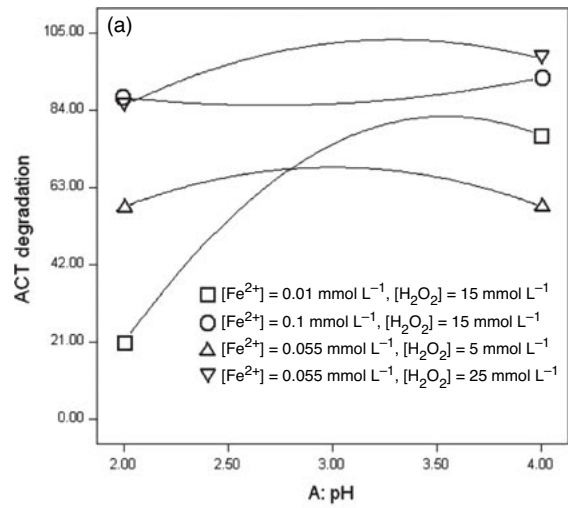 (a)
105.00
84.00
63.00
42.00
21.00
0.00
ACT degradation
[Fe²⁺] = 0.01 mmol L⁻¹, [H₂O₂] = 15 mmol L⁻¹
[Fe²⁺] = 0.1 mmol L⁻¹, [H₂O₂] = 15 mmol L⁻¹
[Fe²⁺] = 0.055 mmol L⁻¹, [H₂O₂] = 5 mmol L⁻¹
[Fe²⁺] = 0.055 mmol L⁻¹, [H₂O₂] = 25 mmol L⁻¹
2.00 2.50 3.00 3.50 4.00
A: pH